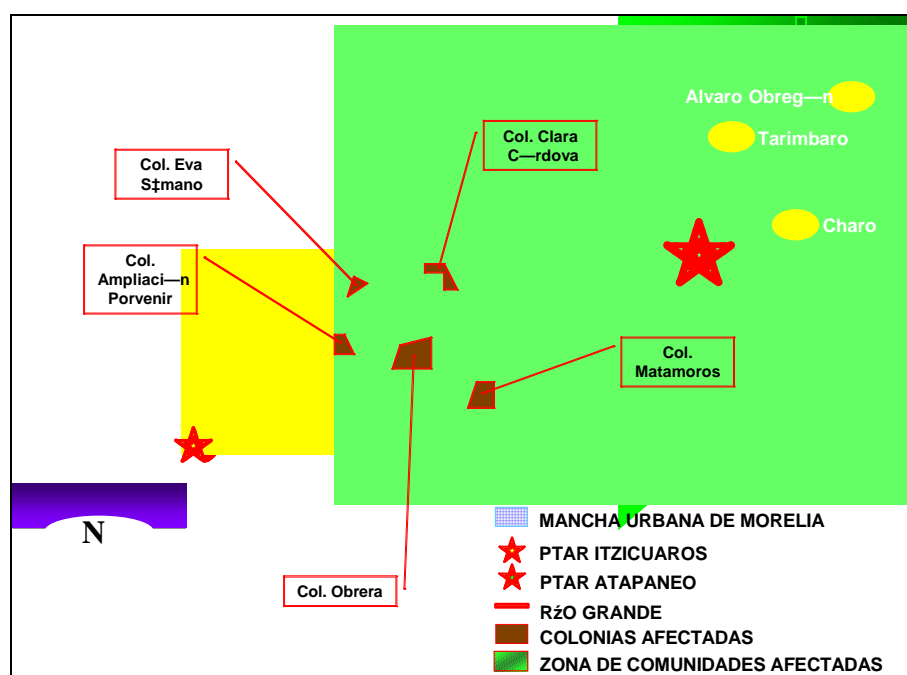 Alvaro Obreg—n
Tarimbaro
Col. Clara
C—rdova
Col. Eva
S‡mano
Charo
Col.
Ampliaci—n
Porvenir
Col.
Matamoros
N
MANCHA URBANA DE MORELIA
PTAR ITZICUAROS
PTAR ATAPANEO
Col. Obrera
RźO GRANDE
COLONIAS AFECTADAS
ZONA DE COMUNIDADES AFECTADAS